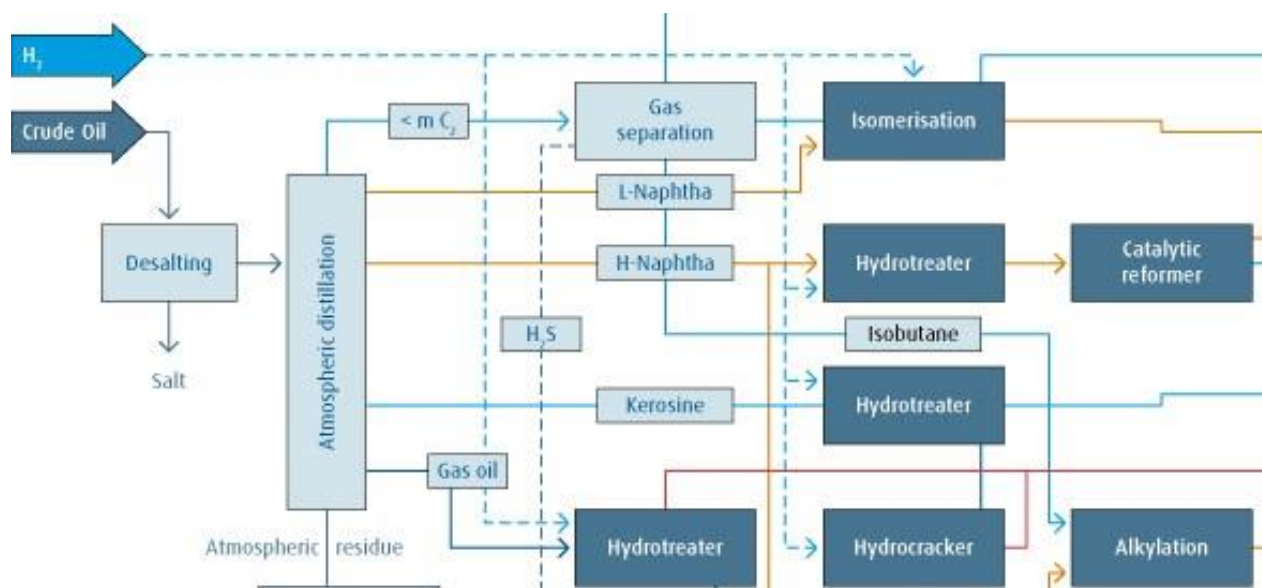 H₂
Crude Oil
< m C₂
Gas
separation
Isomerisation
L-Naphtha
Desalting
Atmospheric distillation
H-Naphtha
Hydrotreater
Catalytic
reformer
H₂S
Isobutane
Salt
Kerosine
Hydrotreater
Gas oil
Atmospheric residue
Hydrotreater
Hydrocracker
Alkylation